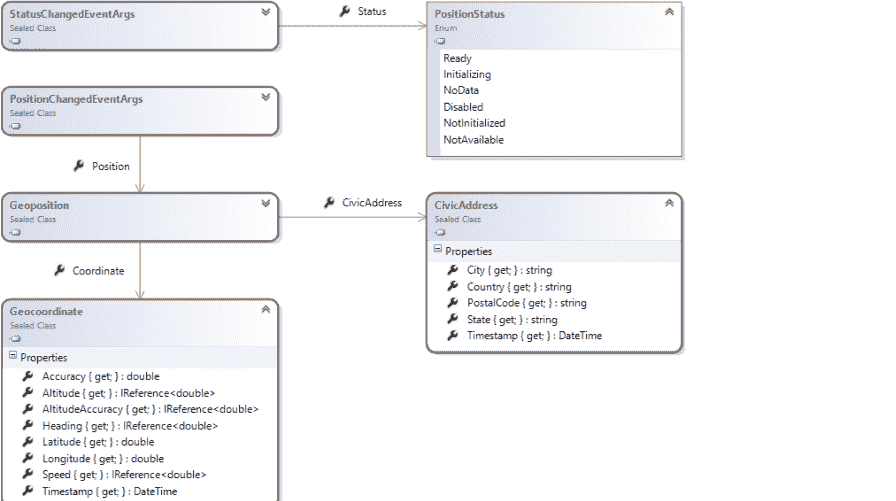 StatusChangedEventArgs
Sealed Class
Status
PositionStatus
Enum
Ready
Initializing
NoData
Disabled
NotInitialized
NotAvailable
PositionChangedEventArgs
Sealed Class
Position
Geoposition
Sealed Class
CivicAddress
CivicAddress
Sealed Class
Properties
City { get; } : string
Country { get; } : string
PostalCode { get; } : string
State { get; } : string
Timestamp { get; } : DateTime
Coordinate
Geocoordinate
Sealed Class
Properties
Accuracy { get; } : double
Altitude { get; } : IReference<double>
AltitudeAccuracy { get; } : IReference<double>
Heading { get; } : IReference<double>
Latitude { get; } : double
Longitude { get; } : double
Speed { get; } : IReference<double>
Timestamp { get; } : DateTime